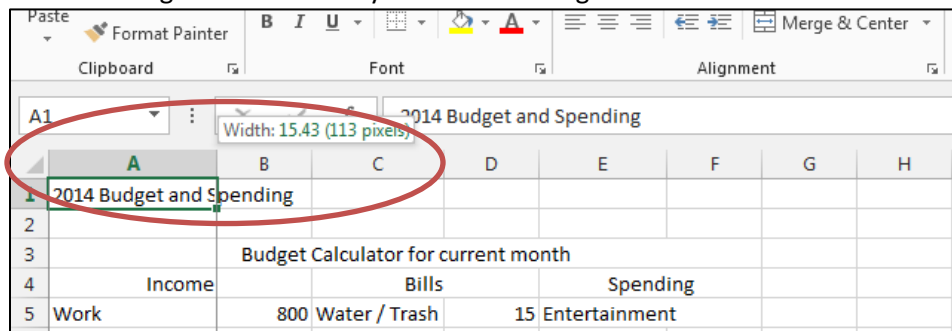 Paste
Format Painter
B I U A
Merge & Center
Clipboard Font Alignment
A1 2014 Budget and Spending
Width: 15.43 (113 pixels)
A B C D E F G H
1 2014 Budget and Spending
2
3 Budget Calculator for current month
4 Income Bills Spending
5 Work 800 Water / Trash 15 Entertainment